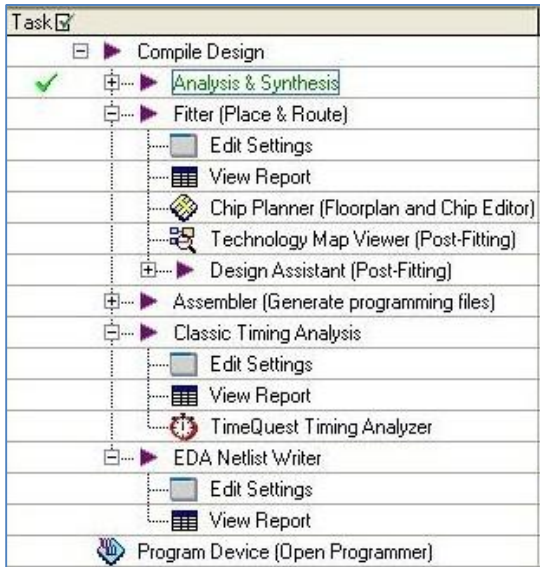 Task
Compile Design
Analysis & Synthesis
Fitter (Place & Route)
Edit Settings
View Report
Chip Planner (Floorplan and Chip Editor)
Technology Map Viewer (Post-Fitting)
Design Assistant (Post-Fitting)
Assembler (Generate programming files)
Classic Timing Analysis
Edit Settings
View Report
TimeQuest Timing Analyzer
EDA Netlist Writer
Edit Settings
View Report
Program Device (Open Programmer)